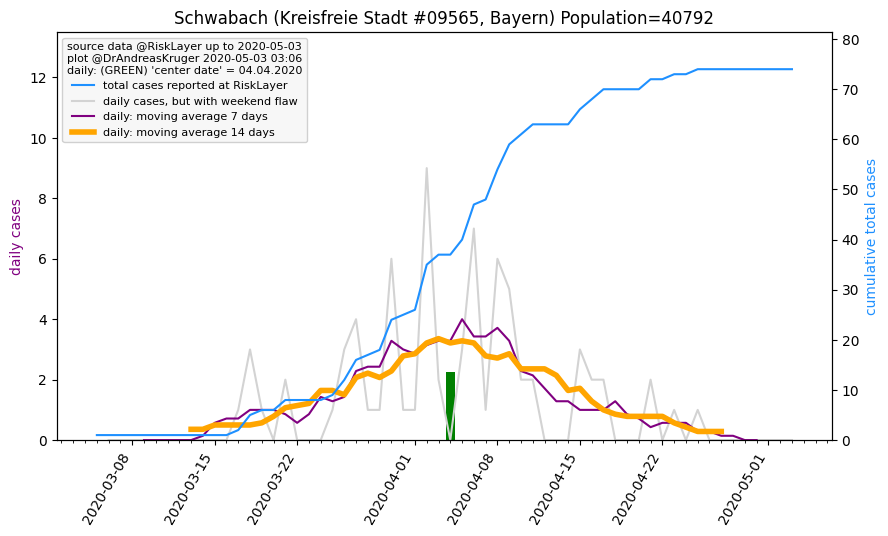 Schwabach (Kreisfreie Stadt #09565, Bayern) Population=40792
source data @RiskLayer up to 2020-05-03
plot @DrAndreasKruger 2020-05-03 03:06
daily: (GREEN) 'center date' = 04.04.2020
total cases reported at RiskLayer
daily cases, but with weekend flaw
daily: moving average 7 days
daily: moving average 14 days
daily cases
12
10
8
6
4
2
0
cumulative total cases
80
70
60
50
40
30
20
10
0
2020-03-08
2020-03-15
2020-03-22
2020-04-01
2020-04-08
2020-04-15
2020-04-22
2020-05-01